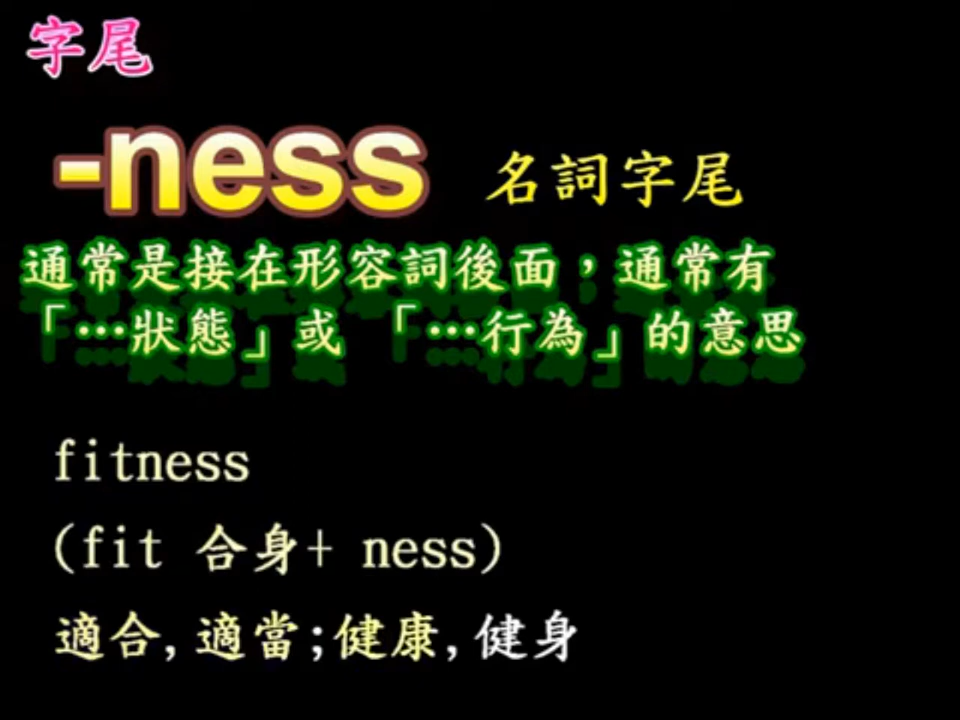 字尾
-ness 名詞字尾
通常是接在形容詞後面，通常有
「…狀態」或 「…行為」的意思
fitness
(fit 合身+ ness)
適合,適當;健康,健身